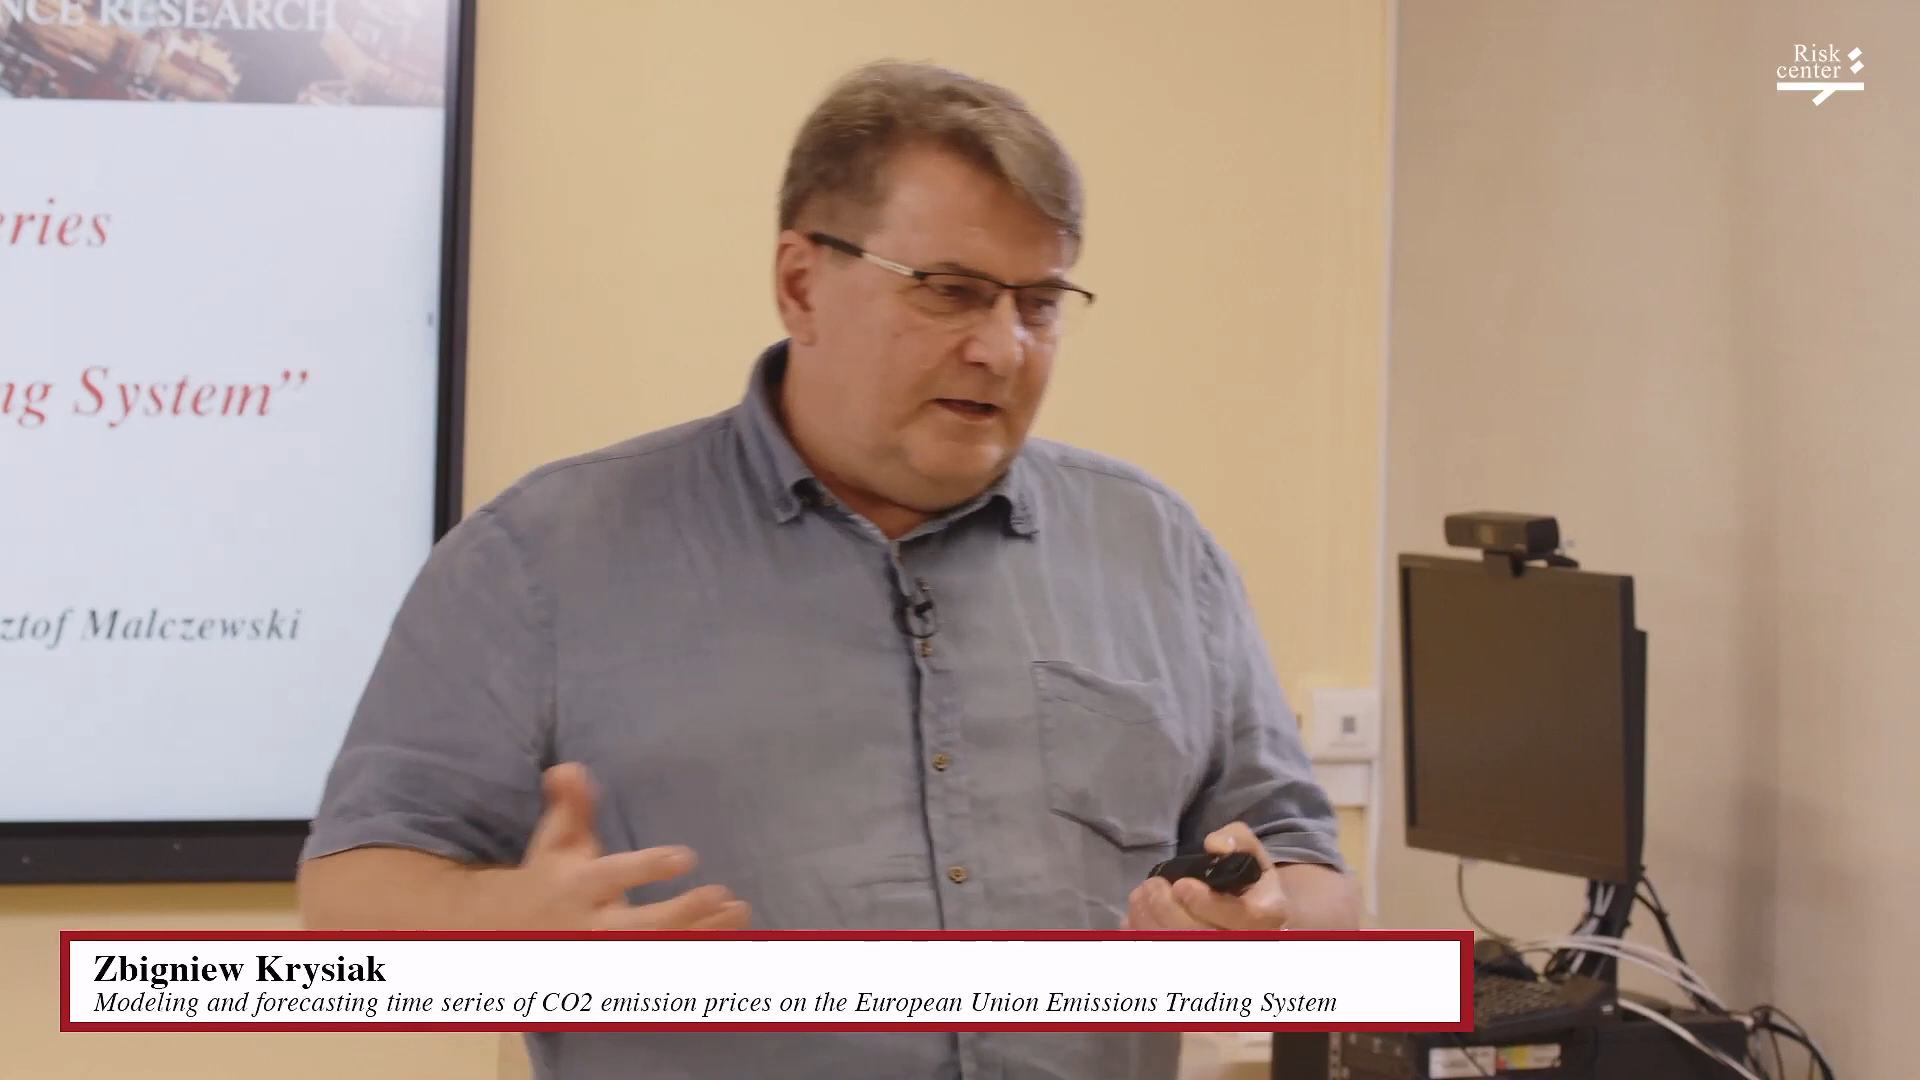 NCE RESEARCH
eries
ng System”
ztof Malczewski
Risk
center
Zbigniew Krysiak
Modeling and forecasting time series of CO2 emission prices on the European Union Emissions Trading System